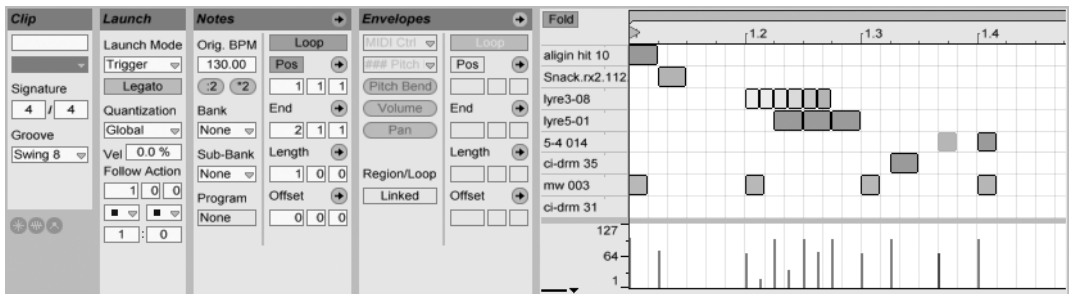 Clip
Signature
4 / 4
Groove
Swing 8
Launch
Launch Mode
Trigger
Legato
Quantization
Global
Vel 0.0 %
Follow Action
1 0 0
1 : 0
Notes
Orig. BPM
130.00
:2 *2
Bank
None
Sub-Bank
None
Program
None
Loop
Pos
1 1 1
End
2 1 1
Length
1 0 0
Offset
0 0 0
Envelopes
MIDI Ctrl
### Pitch
Pitch Bend
Volume
Pan
Region/Loop
Linked
Loop
Pos
End
Length
Offset
Fold
1.2 1.3 1.4
aligin hit 10
Snack.rx2.112
lyre3-08
lyre5-01
5-4 014
ci-drm 35
mw 003
ci-drm 31
127
64
1